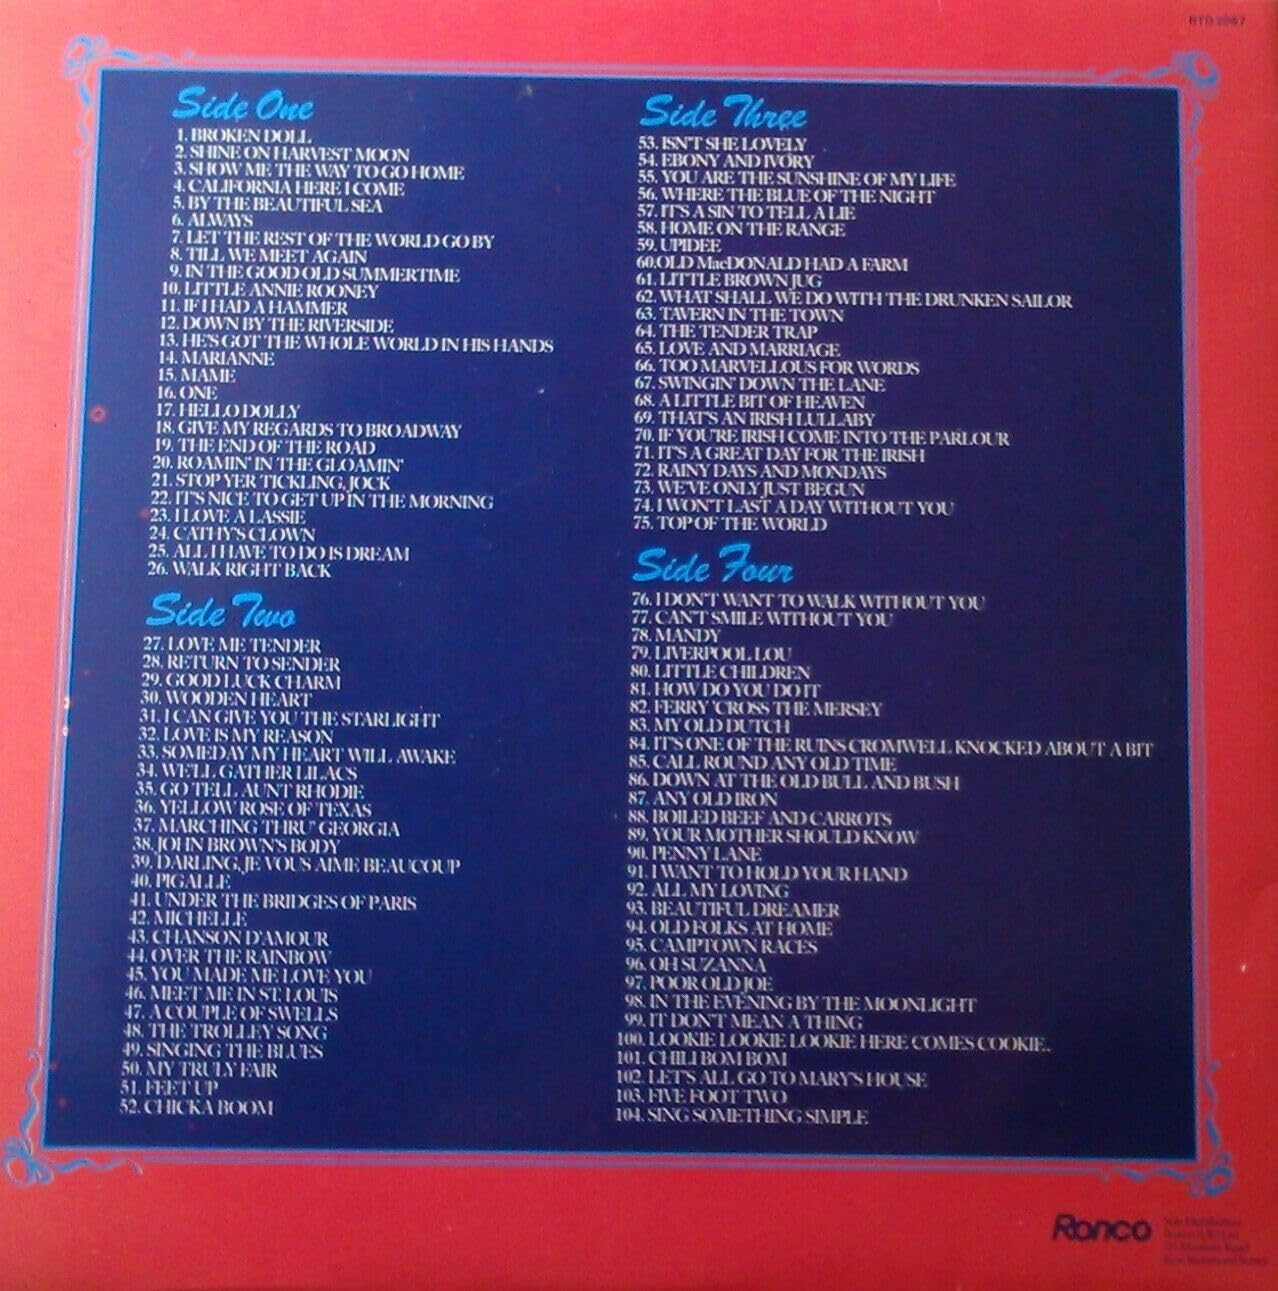 Side One
1. BROKEN DOLL
2. SHINE ON HARVEST MOON
3. SHOW ME THE WAY TO GO HOME
4. CALIFORNIA HERE I COME
5. BY THE BEAUTIFUL SEA
6. ALWAYS
7. LET THE REST OF THE WORLD GO BY
8. TILL WE MEET AGAIN
9. IN THE GOOD OLD SUMMERTIME
10. LITTLE ANNIE ROONEY
11. IF I HAD A HAMMER
12. DOWN BY THE RIVERSIDE
13. HE'S GOT THE WHOLE WORLD IN HIS HANDS
14. MARIANNE
15. MAME
16. ONE
17. HELLO DOLLY
18. GIVE MY REGARDS TO BROADWAY
19. THE END OF THE ROAD
20. ROAMIN' IN THE GLOAMIN'
21. STOP YER TICKLING, JOCK
22. IT'S NICE TO GET UP IN THE MORNING
23. I LOVE A LASSIE
24. CATHY'S CLOWN
25. ALL I HAVE TO DO IS DREAM
26. WALK RIGHT BACK
Side Two
27. LOVE ME TENDER
28. RETURN TO SENDER
29. GOOD LUCK CHARM
30. WOODEN HEART
31. I CAN GIVE YOU THE STARLIGHT
32. LOVE IS MY REASON
33. SOMEDAY MY HEART WILL AWAKE
34. WE'LL GATHER LILACS
35. GO TELL AUNT RHODIE
36. YELLOW ROSE OF TEXAS
37. MARCHING THRU' GEORGIA
38. JOHN BROWN'S BODY
39. DARLING, JE VOUS AIME BEAUCOUP
40. PIGALLE
41. UNDER THE BRIDGES OF PARIS
42. MICHELLE
43. CHANSON D'AMOUR
44. OVER THE RAINBOW
45. YOU MADE ME LOVE YOU
46. MEET ME IN ST. LOUIS
47. A COUPLE OF SWELLS
48. THE TROLLEY SONG
49. SINGING THE BLUES
50. MY TRULY FAIR
51. FEET UP
52. CHICKA BOOM
Side Three
53. ISN'T SHE LOVELY
54. EBONY AND IVORY
55. YOU ARE THE SUNSHINE OF MY LIFE
56. WHERE THE BLUE OF THE NIGHT
57. IT'S A SIN TO TELL A LIE
58. HOME ON THE RANGE
59. UPIDEE
60. OLD MacDONALD HAD A FARM
61. LITTLE BROWN JUG
62. WHAT SHALL WE DO WITH THE DRUNKEN SAILOR
63. TAVERN IN THE TOWN
64. THE TENDER TRAP
65. LOVE AND MARRIAGE
66. TOO MARVELLOUS FOR WORDS
67. SWINGIN' DOWN THE LANE
68. A LITTLE BIT OF HEAVEN
69. THAT'S AN IRISH LULLABY
70. IF YOU'RE IRISH COME INTO THE PARLOUR
71. IT'S A GREAT DAY FOR THE IRISH
72. RAINY DAYS AND MONDAYS
73. WE'VE ONLY JUST BEGUN
74. I WON'T LAST A DAY WITHOUT YOU
75. TOP OF THE WORLD
Side Four
76. I DON'T WANT TO WALK WITHOUT YOU
77. CAN'T SMILE WITHOUT YOU
78. MANDY
79. LIVERPOOL LOU
80. LITTLE CHILDREN
81. HOW DO YOU DO IT
82. FERRY 'CROSS THE MERSEY
83. MY OLD DUTCH
84. IT'S ONE OF THE RUINS CROMWELL KNOCKED ABOUT A BIT
85. CALL ROUND ANY OLD TIME
86. DOWN AT THE OLD BULL AND BUSH
87. ANY OLD IRON
88. BOILED BEEF AND CARROTS
89. YOUR MOTHER SHOULD KNOW
90. PENNY LANE
91. I WANT TO HOLD YOUR HAND
92. ALL MY LOVING
93. BEAUTIFUL DREAMER
94. OLD FOLKS AT HOME
95. CAMPTOWN RACES
96. OH SUZANNA
97. POOR OLD JOE
98. IN THE EVENING BY THE MOONLIGHT
99. IT DON'T MEAN A THING
100. LOOKIE LOOKIE LOOKIE HERE COMES COOKIE..
101. CHILI BOM BOM
102. LET'S ALL GO TO MARY'S HOUSE
103. FIVE FOOT TWO
104. SING SOMETHING SIMPLE
Ronco